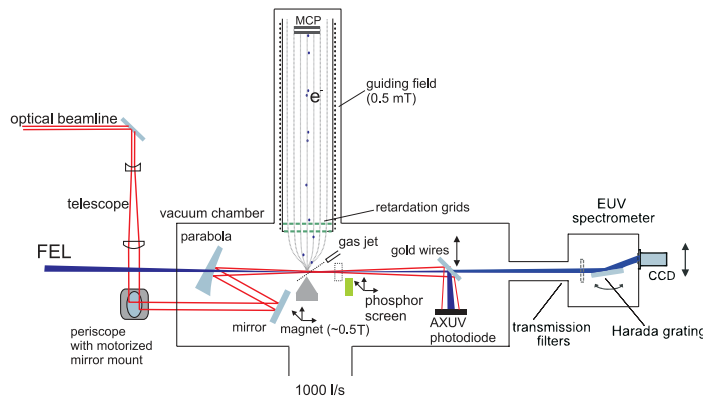 MCP
guiding field
(0.5 mT)
e-
optical beamline
telescope
retardation grids
EUV
spectrometer
vacuum chamber
parabola
gas jet
gold wires
FEL
CCD
phosphor
screen
mirror
magnet (~0.5T)
AXUV
photodiode
transmission
filters
Harada grating
periscope
with motorized
mirror mount
1000 l/s